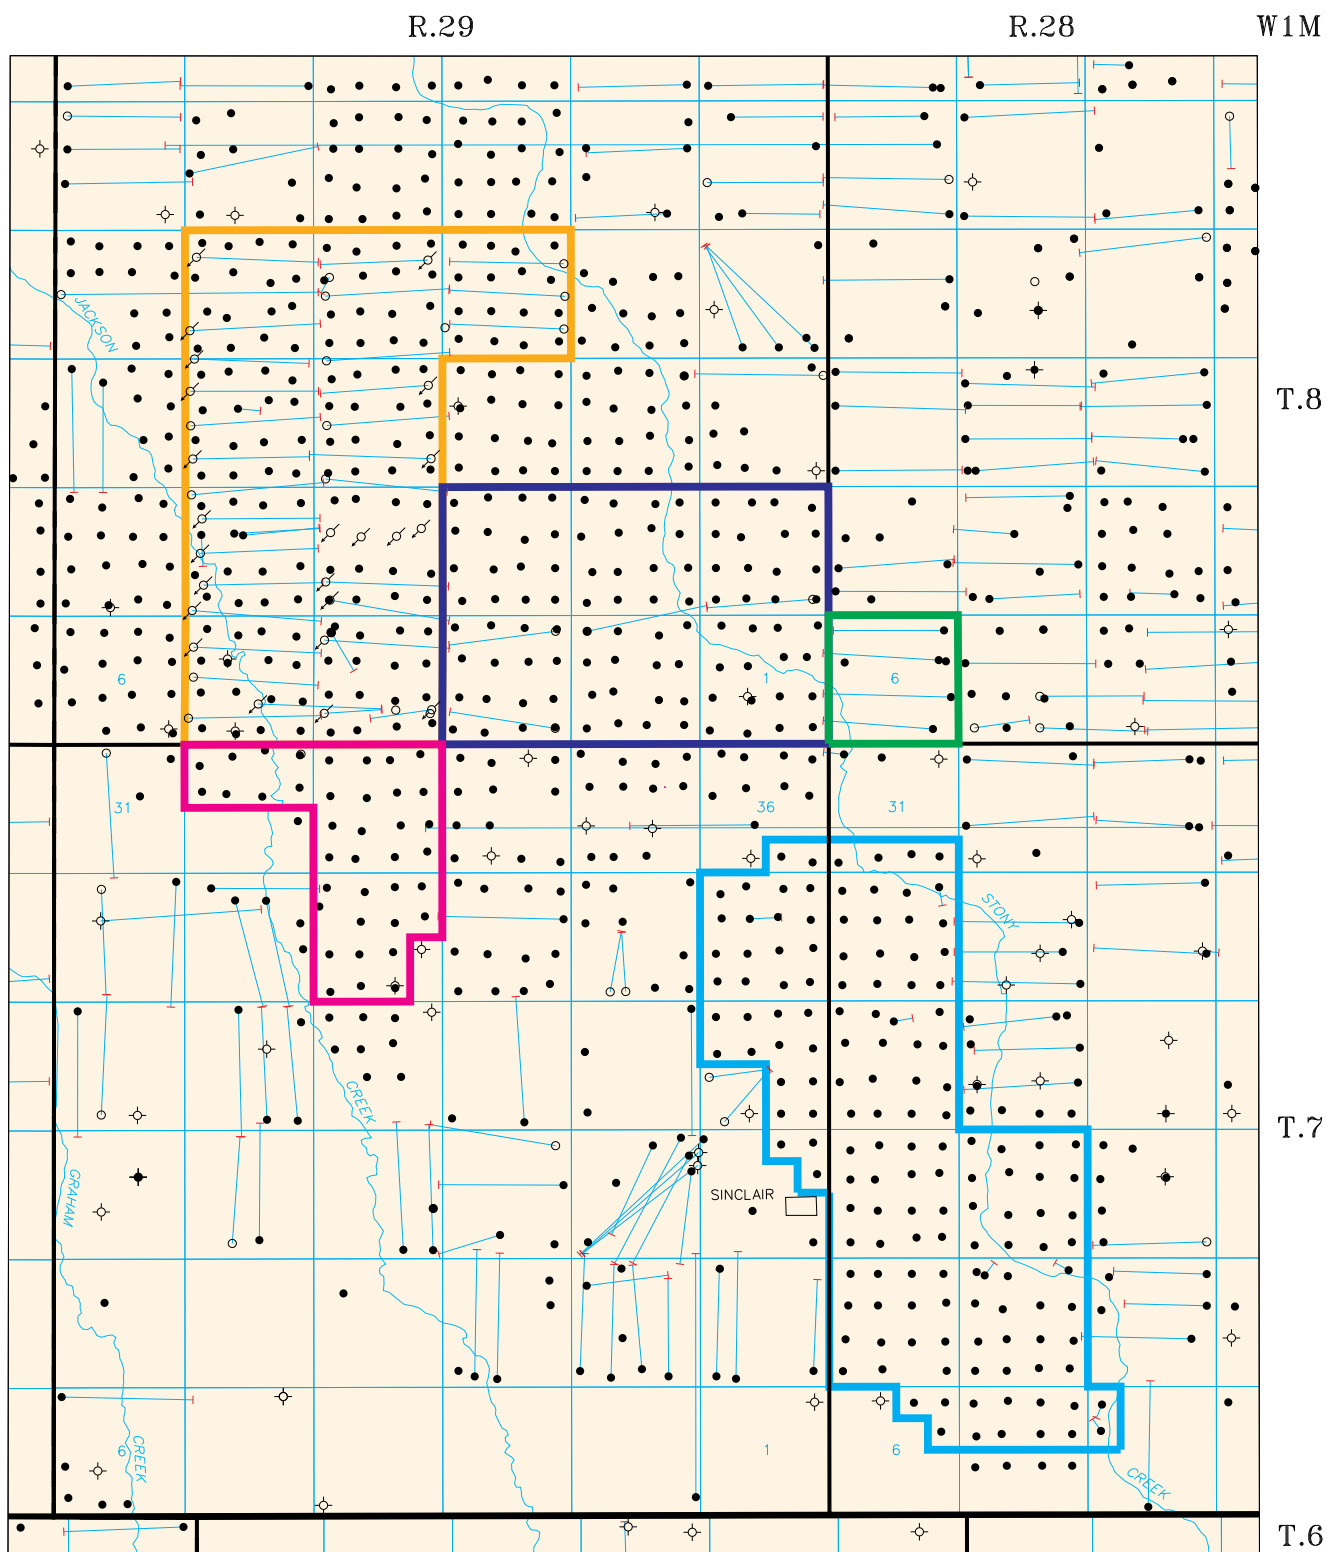 R.29 R.28 W1M
JACKSON
T.8
6 1 6
31 36 31
STONY
CREEK
T.7
GRAHAM
SINCLAIR
6 CREEK 1 6
CREEK
T.6